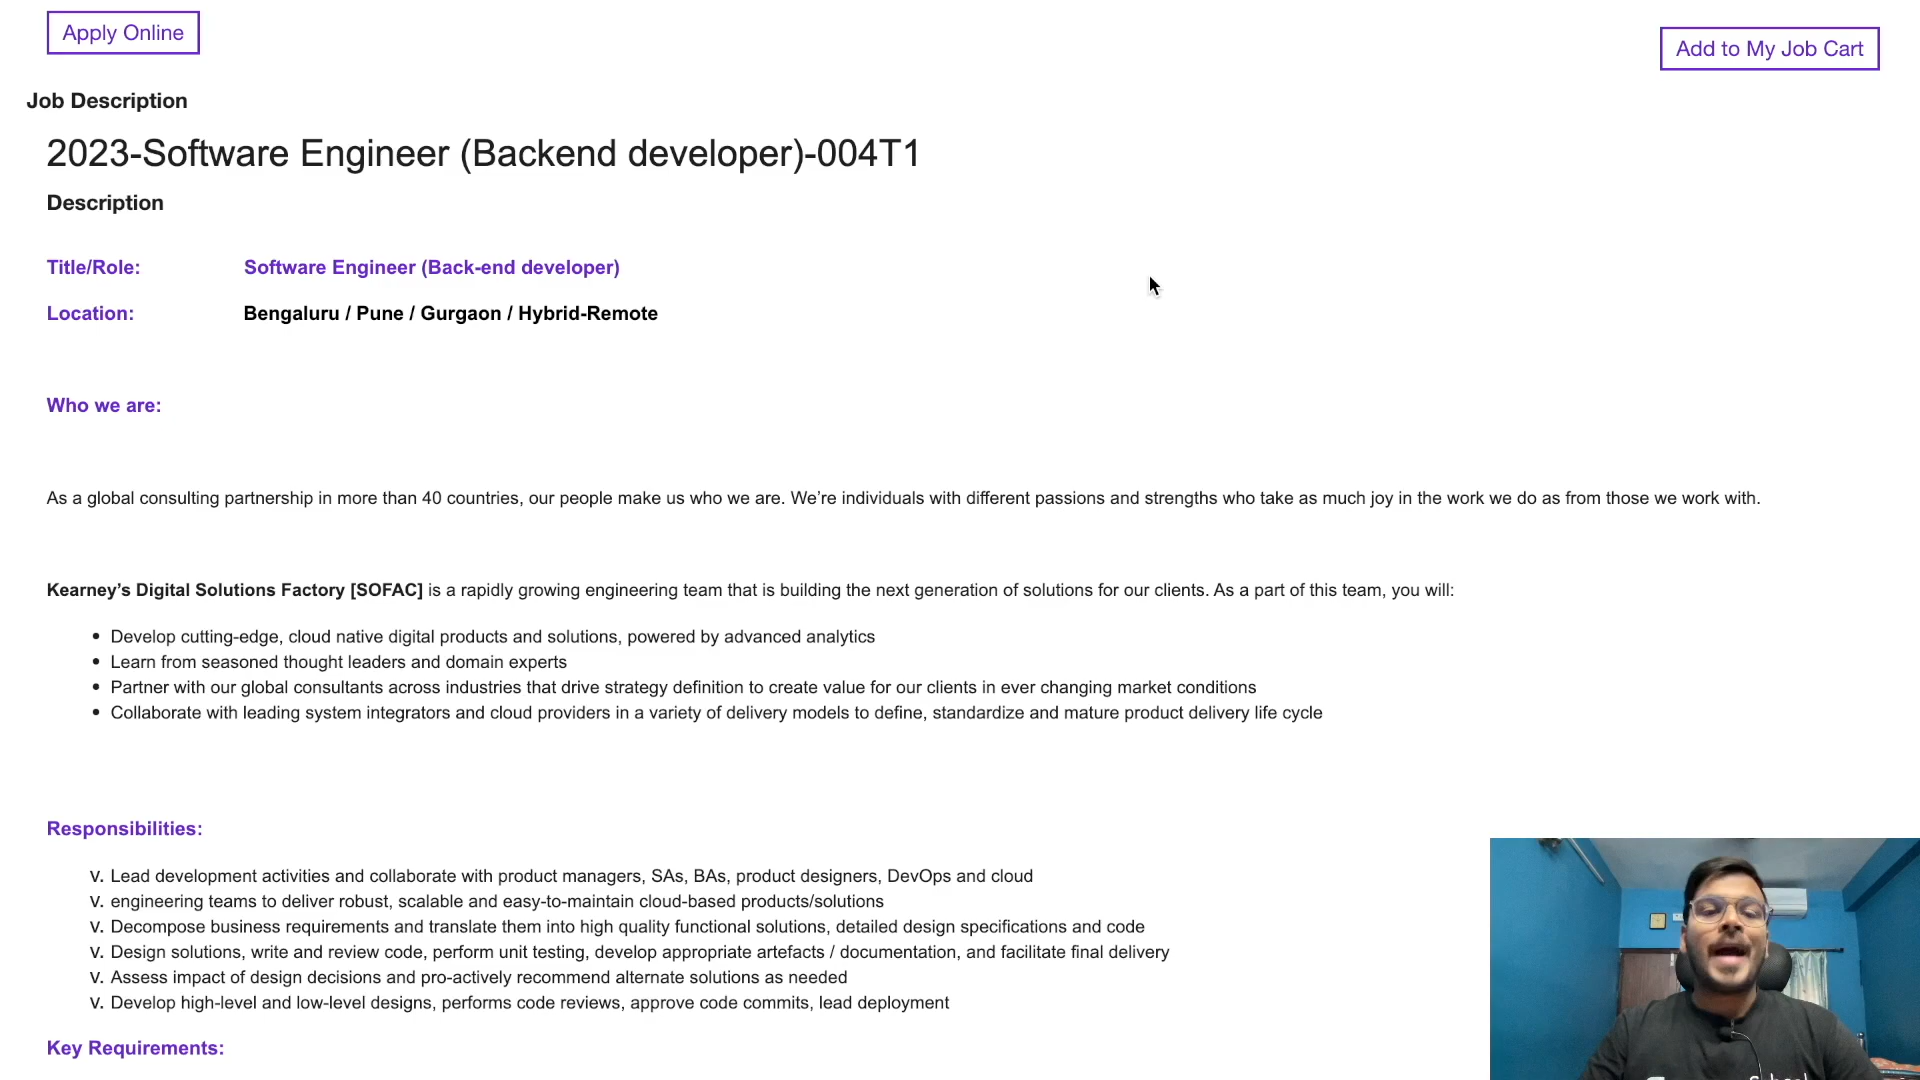 Apply Online
Add to My Job Cart
Job Description
2023-Software Engineer (Backend developer)-004T1
Description
Title/Role: Software Engineer (Back-end developer)
Location: Bengaluru / Pune / Gurgaon / Hybrid-Remote
Who we are:
As a global consulting partnership in more than 40 countries, our people make us who we are. We’re individuals with different passions and strengths who take as much joy in the work we do as from those we work with.
Kearney’s Digital Solutions Factory [SOFAC] is a rapidly growing engineering team that is building the next generation of solutions for our clients. As a part of this team, you will:
• Develop cutting-edge, cloud native digital products and solutions, powered by advanced analytics
• Learn from seasoned thought leaders and domain experts
• Partner with our global consultants across industries that drive strategy definition to create value for our clients in ever changing market conditions
• Collaborate with leading system integrators and cloud providers in a variety of delivery models to define, standardize and mature product delivery life cycle
Responsibilities:
v. Lead development activities and collaborate with product managers, SAs, BAs, product designers, DevOps and cloud
v. engineering teams to deliver robust, scalable and easy-to-maintain cloud-based products/solutions
v. Decompose business requirements and translate them into high quality functional solutions, detailed design specifications and code
v. Design solutions, write and review code, perform unit testing, develop appropriate artefacts / documentation, and facilitate final delivery
v. Assess impact of design decisions and pro-actively recommend alternate solutions as needed
v. Develop high-level and low-level designs, performs code reviews, approve code commits, lead deployment
Key Requirements: